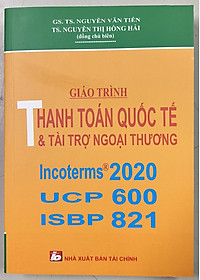 GS. TS. NGUYỄN VĂN TIẾN
TS. NGUYỄN THỊ HỒNG HẢI
(đồng chủ biên)
GIÁO TRÌNH
THANH TOÁN QUỐC TẾ
& TÀI TRỢ NGOẠI THƯƠNG
Incoterms® 2020
UCP 600
ISBP 821
NHÀ XUẤT BẢN TÀI CHÍNH